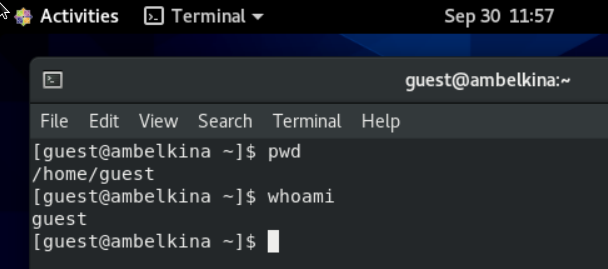 Activities Terminal Sep 30 11:57
guest@ambelkina:~
File Edit View Search Terminal Help
[guest@ambelkina ~]$ pwd
/home/guest
[guest@ambelkina ~]$ whoami
guest
[guest@ambelkina ~]$